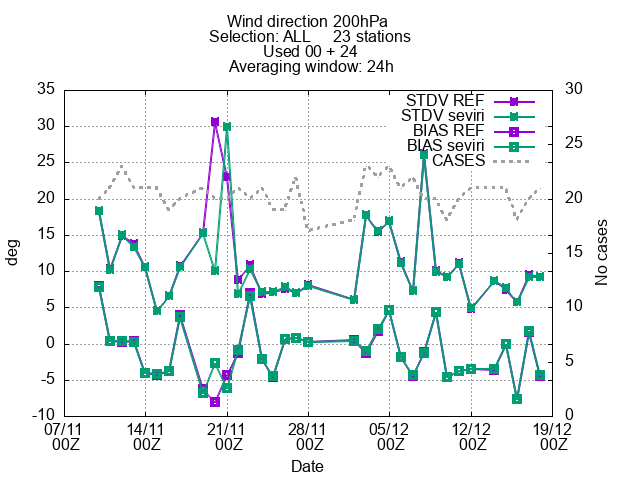 Wind direction 200hPa
Selection: ALL 23 stations
Used 00 + 24
Averaging window: 24h
35
30
25
20
15
10
5
0
-5
-10
30
25
20
15
10
5
0
deg
No cases
STDV REF
STDV seviri
BIAS REF
BIAS seviri
CASES
07/11 14/11 21/11 28/11 05/12 12/12 19/12
00Z 00Z 00Z 00Z 00Z 00Z 00Z
Date